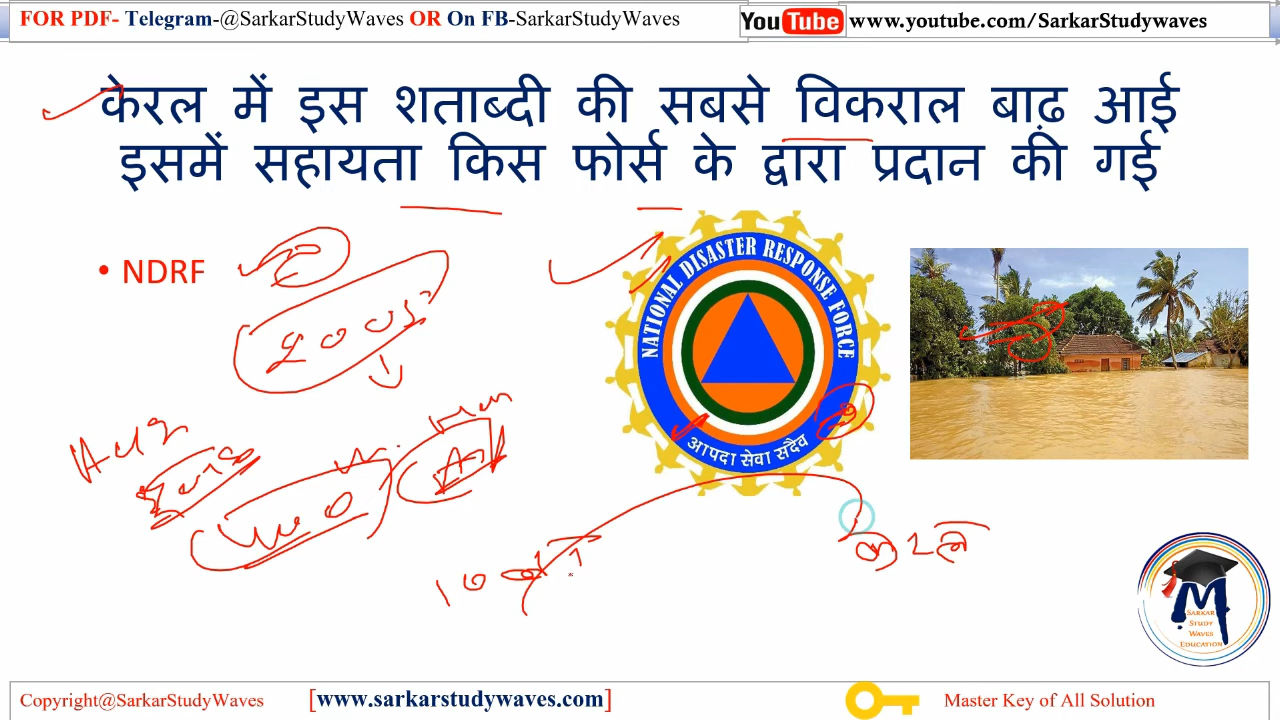 FOR PDF- Telegram-@SarkarStudyWaves OR On FB-SarkarStudyWaves
YouTube www.youtube.com/SarkarStudywaves
केरल में इस शताब्दी की सबसे विकराल बाढ़ आई
इसमें सहायता किस फोर्स के द्वारा प्रदान की गई
• NDRF
NATIONAL DISASTER RESPONSE FORCE
आपदा सेवा सदैव
SARKAR
STUDY
WAVES
EDUCATION
Copyright@SarkarStudyWaves
[www.sarkarstudywaves.com]
Master Key of All Solution